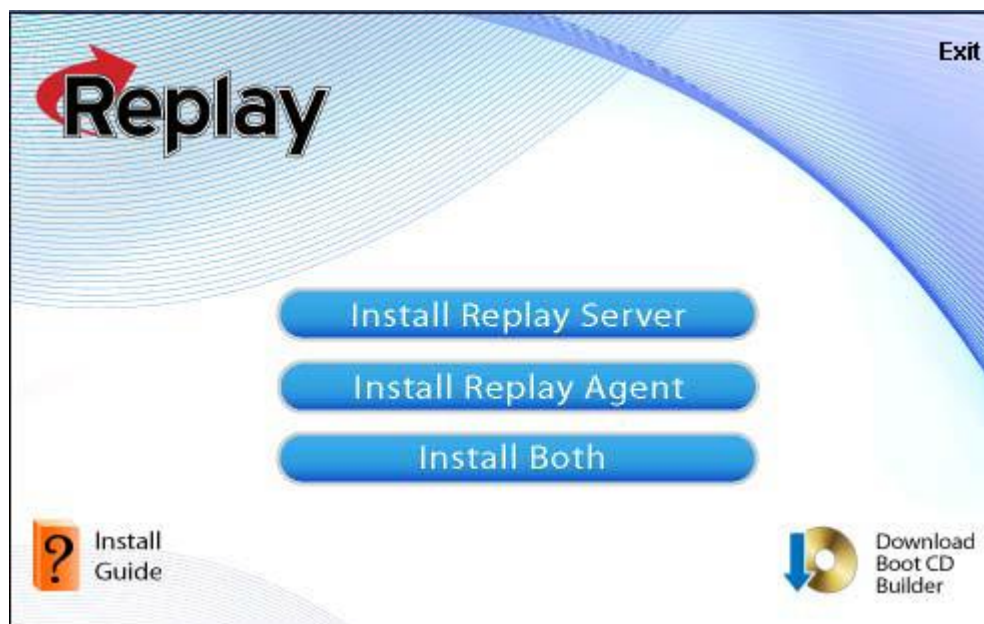 Exit
Replay
Install Replay Server
Install Replay Agent
Install Both
?
Install
Guide
Download
Boot CD
Builder